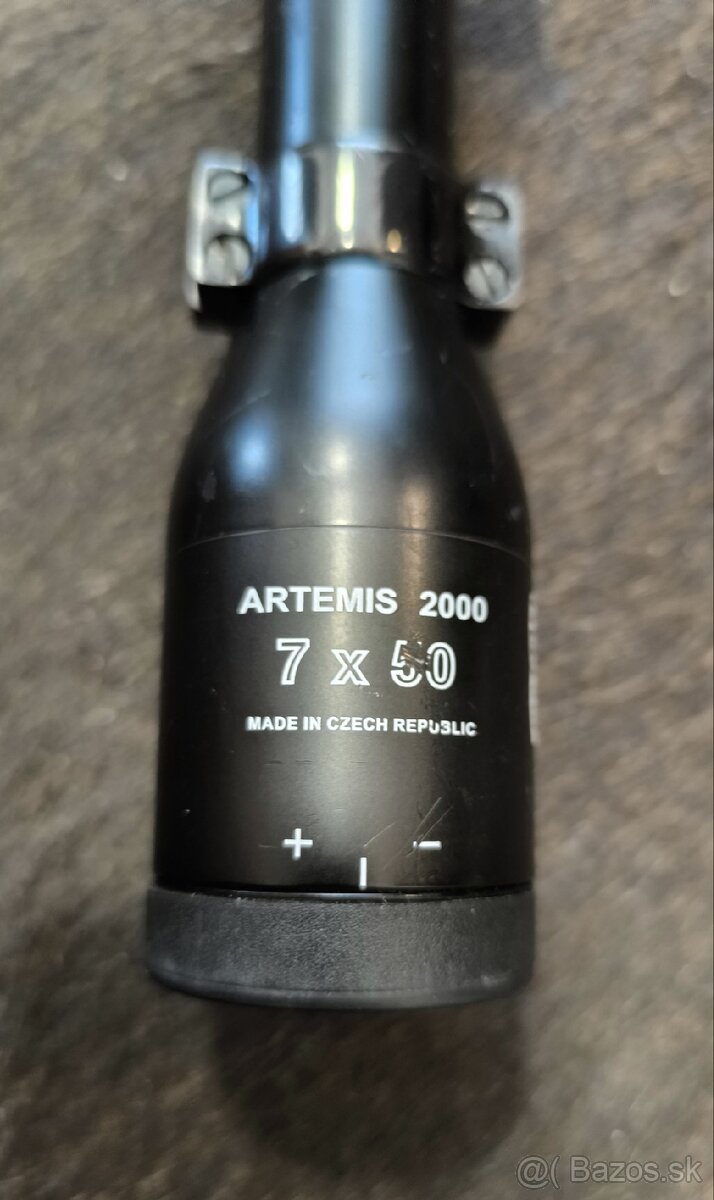 ARTEMIS 2000
7 x 50
MADE IN CZECH REPUBLIC
+ -
@( Bazos.sk